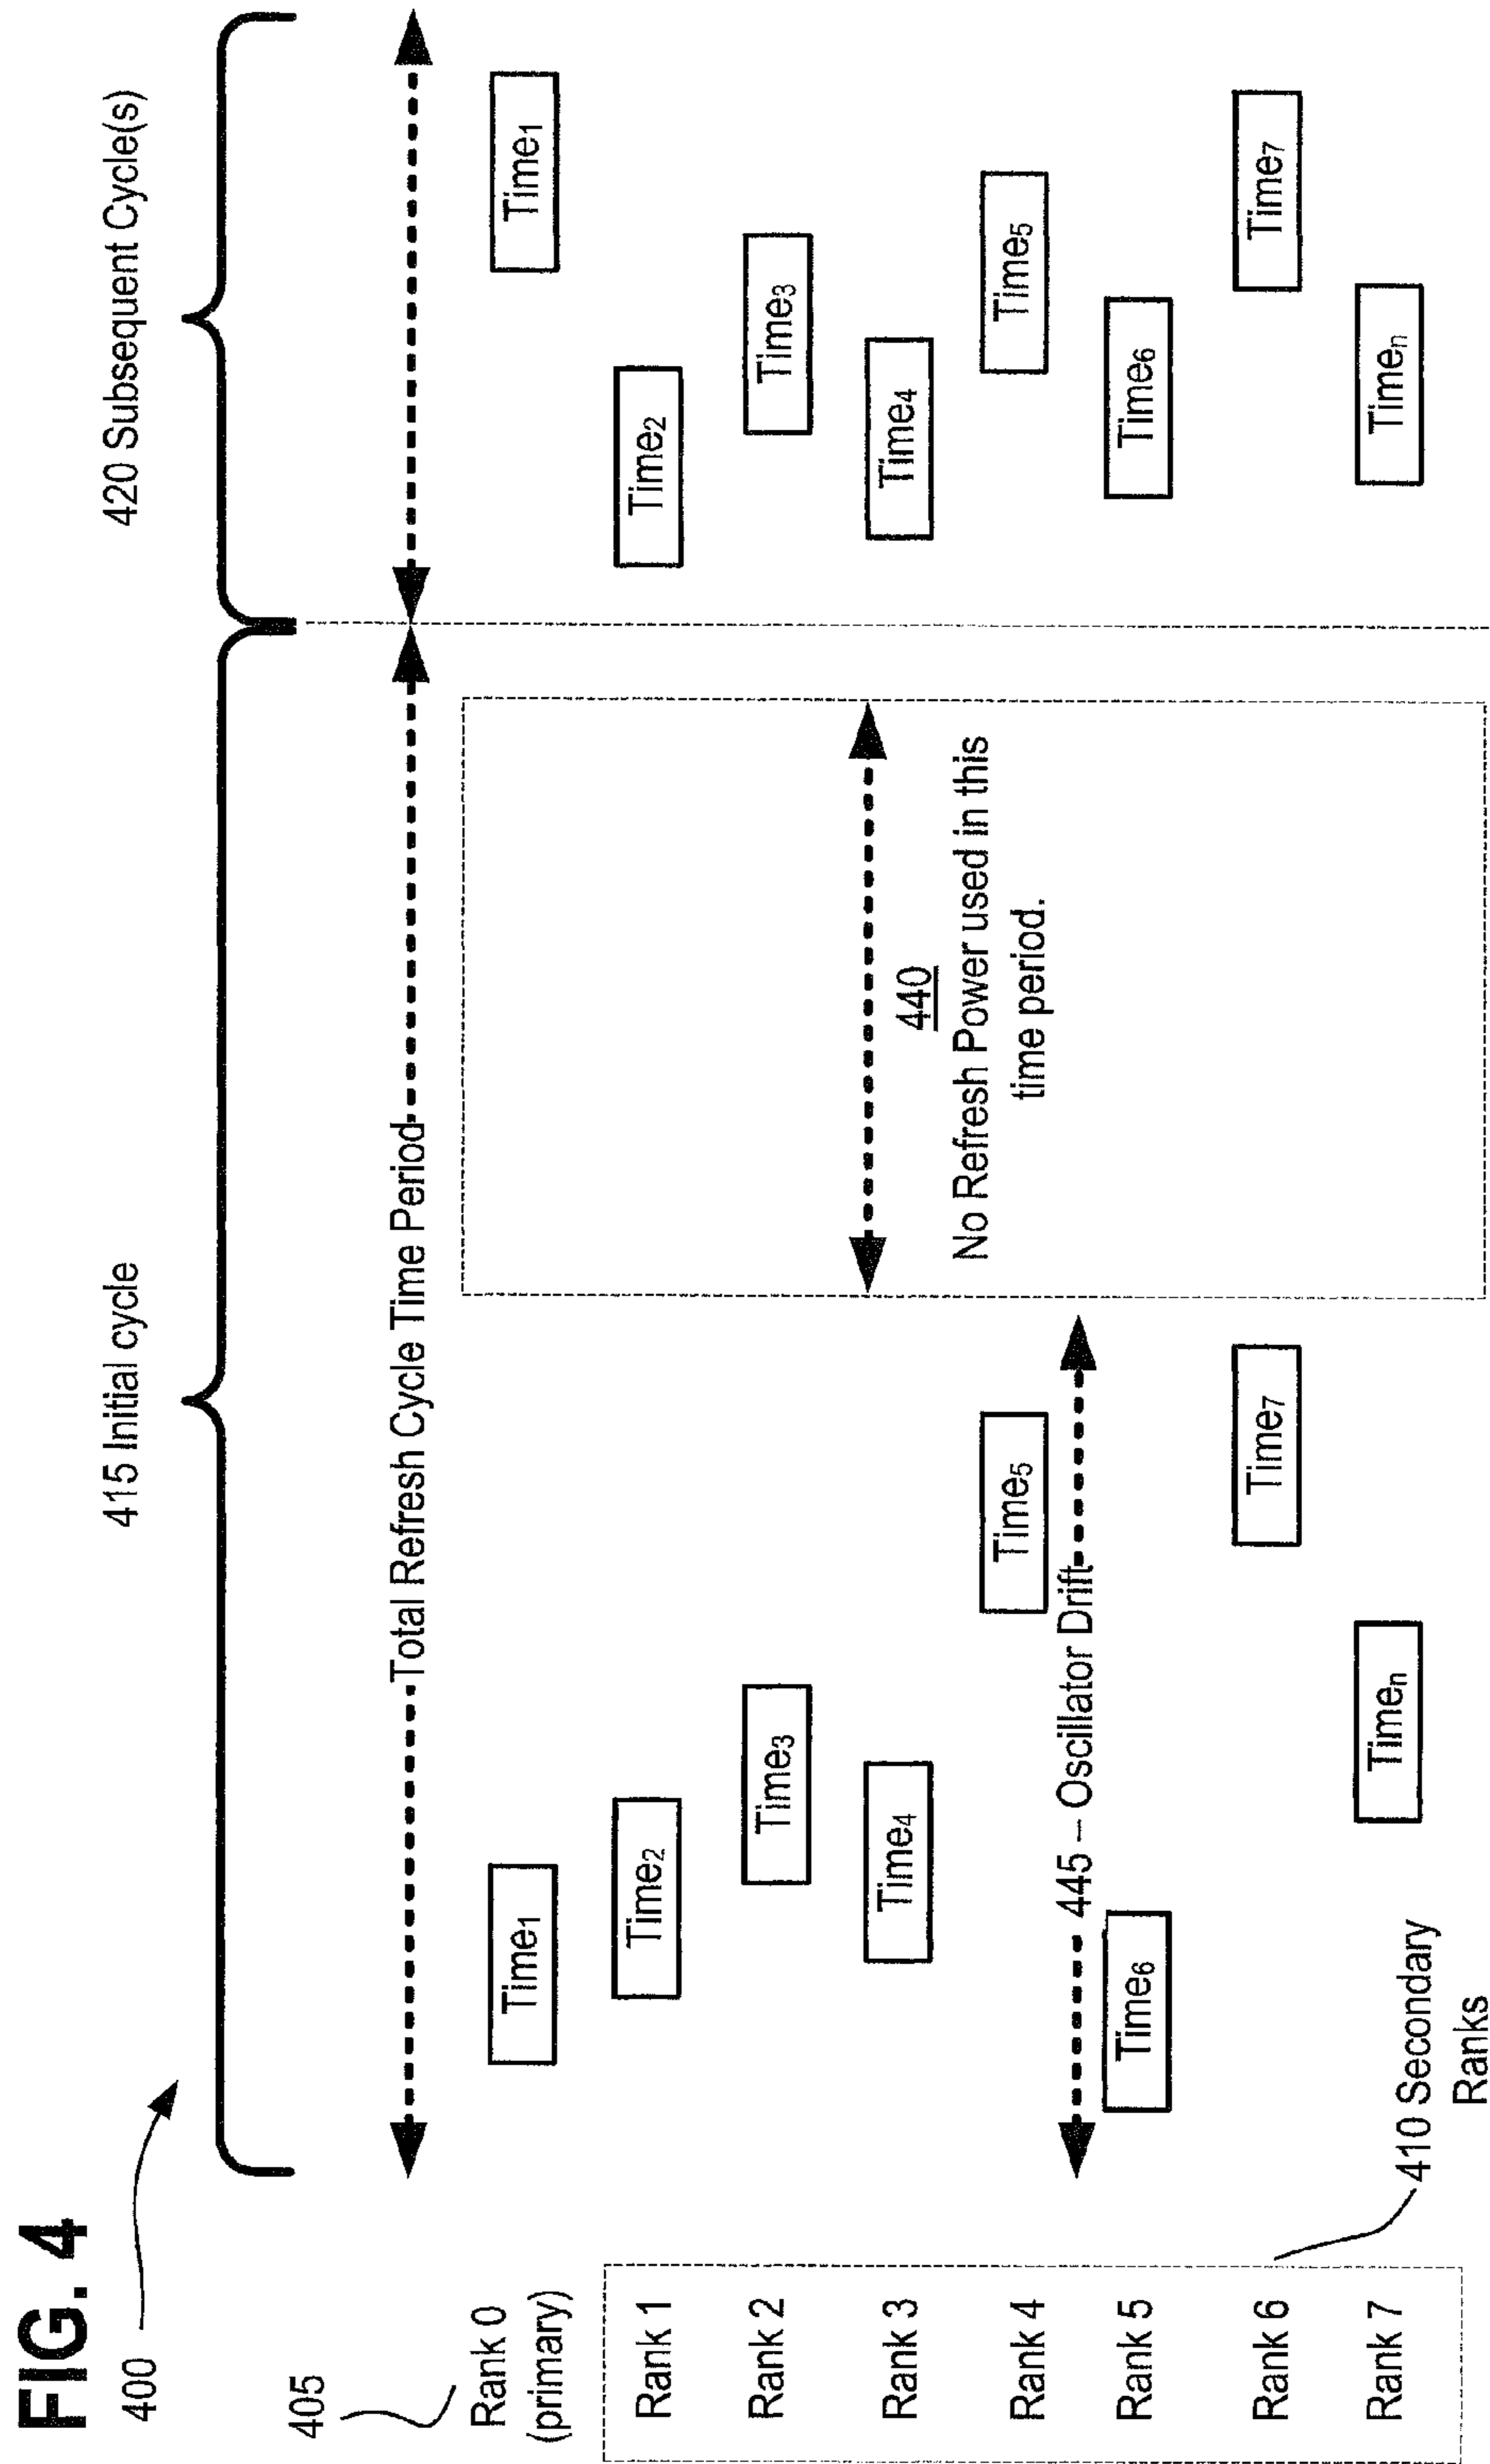 FIG. 4
400
415 Initial cycle
420 Subsequent Cycle(s)
405
Total Refresh Cycle Time Period
Rank 0
(primary)
Time1
Time1
Rank 1
Time2
Time2
Rank 2
Time3
Time3
Rank 3
Time4
Time4
440
No Refresh Power used in this
time period.
Rank 4
Time5
Time5
445 – Oscillator Drift
Rank 5
Time6
Time6
Rank 6
Time7
Time7
Rank 7
Timen
Timen
410 Secondary
Ranks